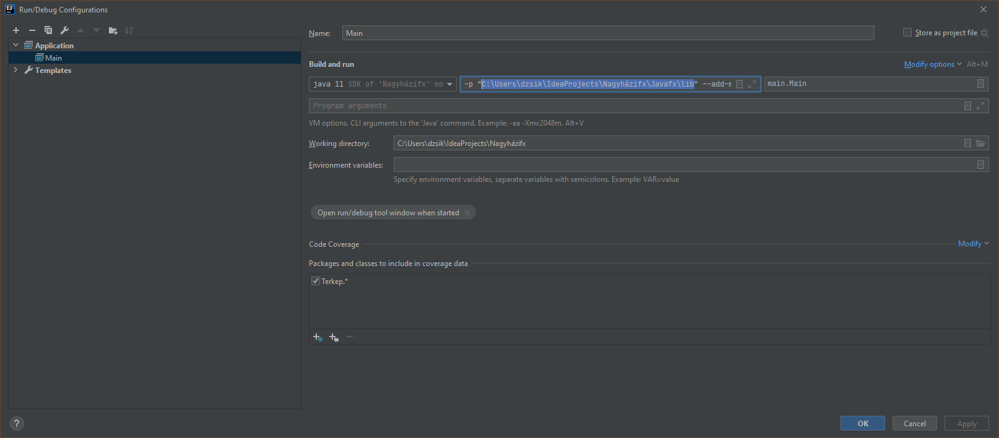 Run/Debug Configurations
Name: Main Store as project file
Application
Main
Templates
Build and run Modify options Alt+M
java 11 SDK of 'Nagyházifx' mo -p "C:\Users\dzsik\IdeaProjects\Nagyházifx\Javafx\lib" --add-m main.Main
Program arguments
VM options. CLI arguments to the 'Java' command. Example: -ea -Xmx2048m. Alt+V
Working directory: C:\Users\dzsik\IdeaProjects\Nagyházifx
Environment variables:
Specify environment variables, separate variables with semicolons. Example: VAR=value
Open run/debug tool window when started
Code Coverage Modify
Packages and classes to include in coverage data
Terkep.*
? OK Cancel Apply